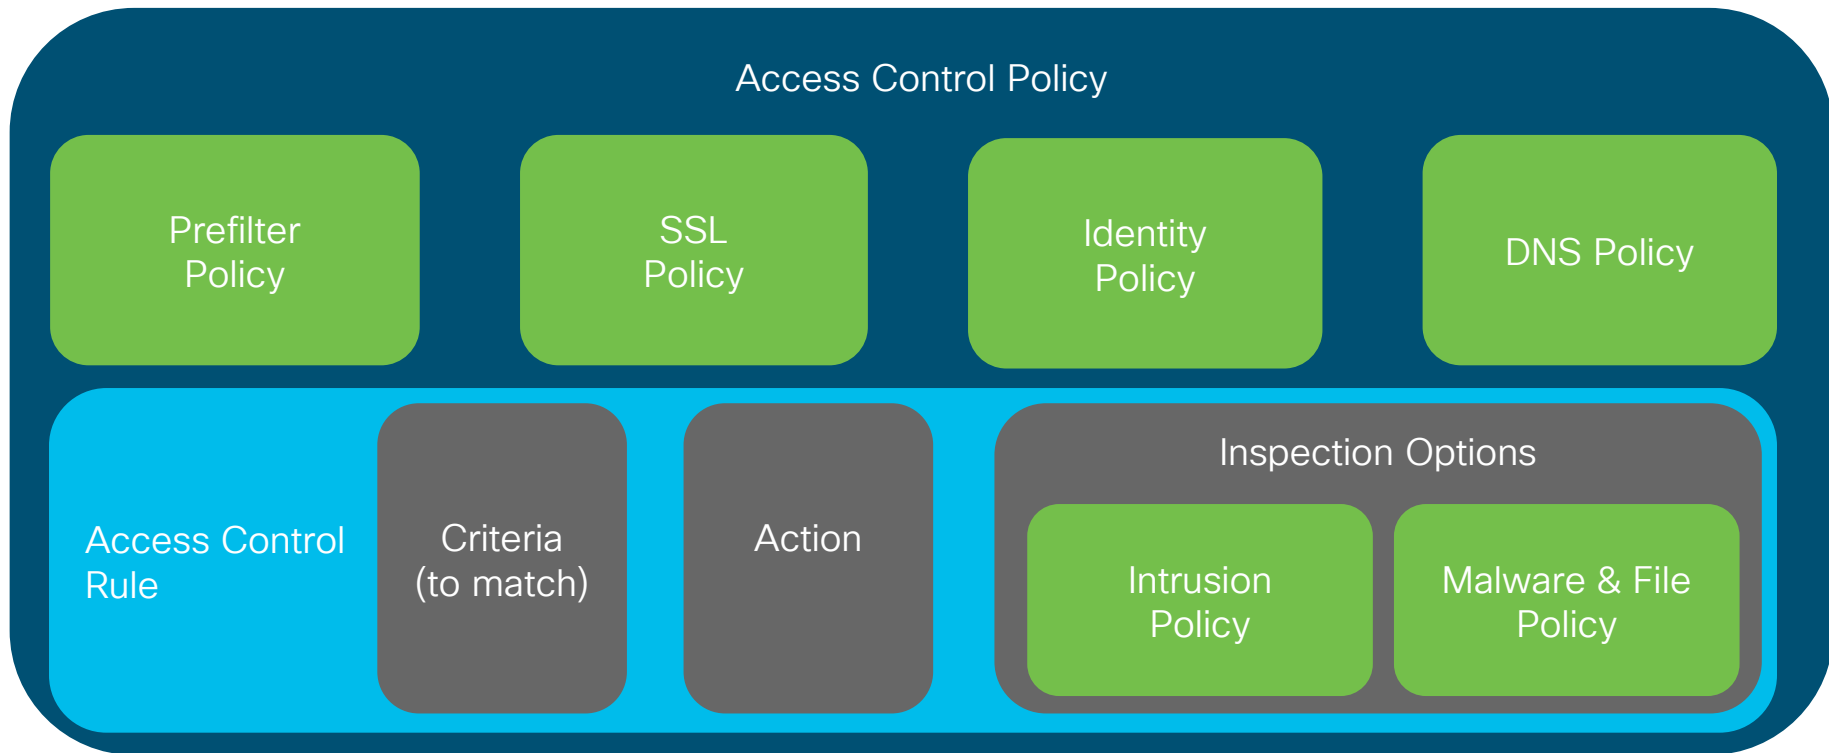 Access Control Policy
Prefilter
Policy
SSL
Policy
Identity
Policy
DNS Policy
Access Control
Rule
Criteria
(to match)
Action
Inspection Options
Intrusion
Policy
Malware & File
Policy